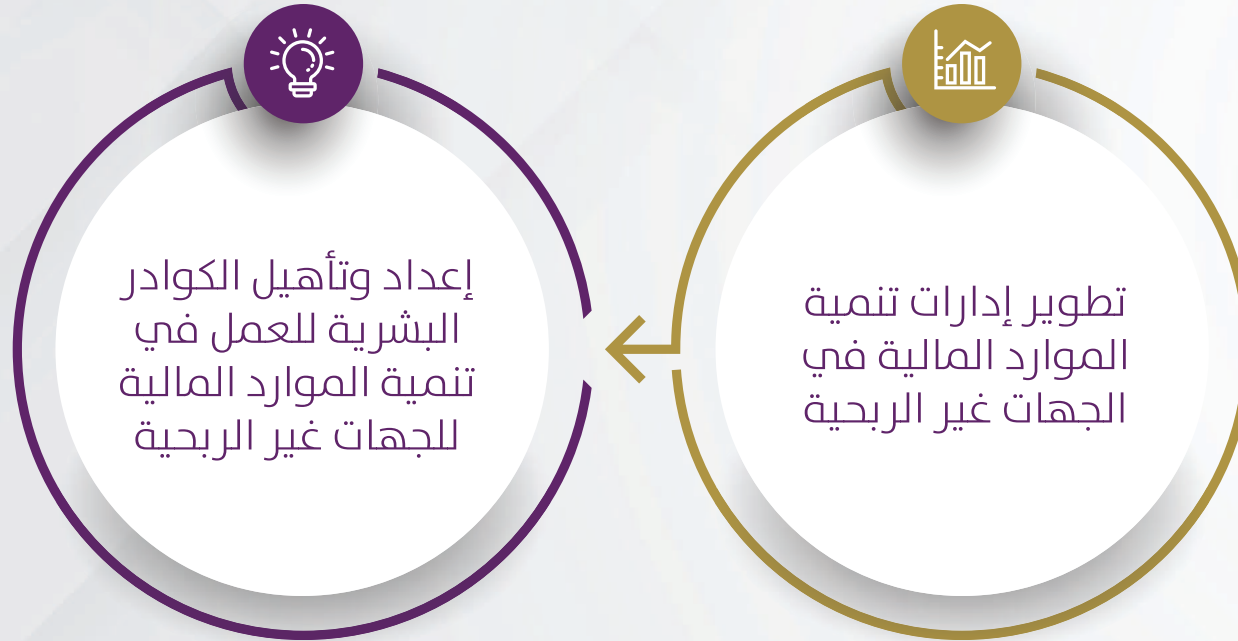 تطوير إدارات تنمية
الموارد المالية في
الجهات غير الربحية
إعداد وتأهيل الكوادر
البشرية للعمل في
تنمية الموارد المالية
للجهات غير الربحية